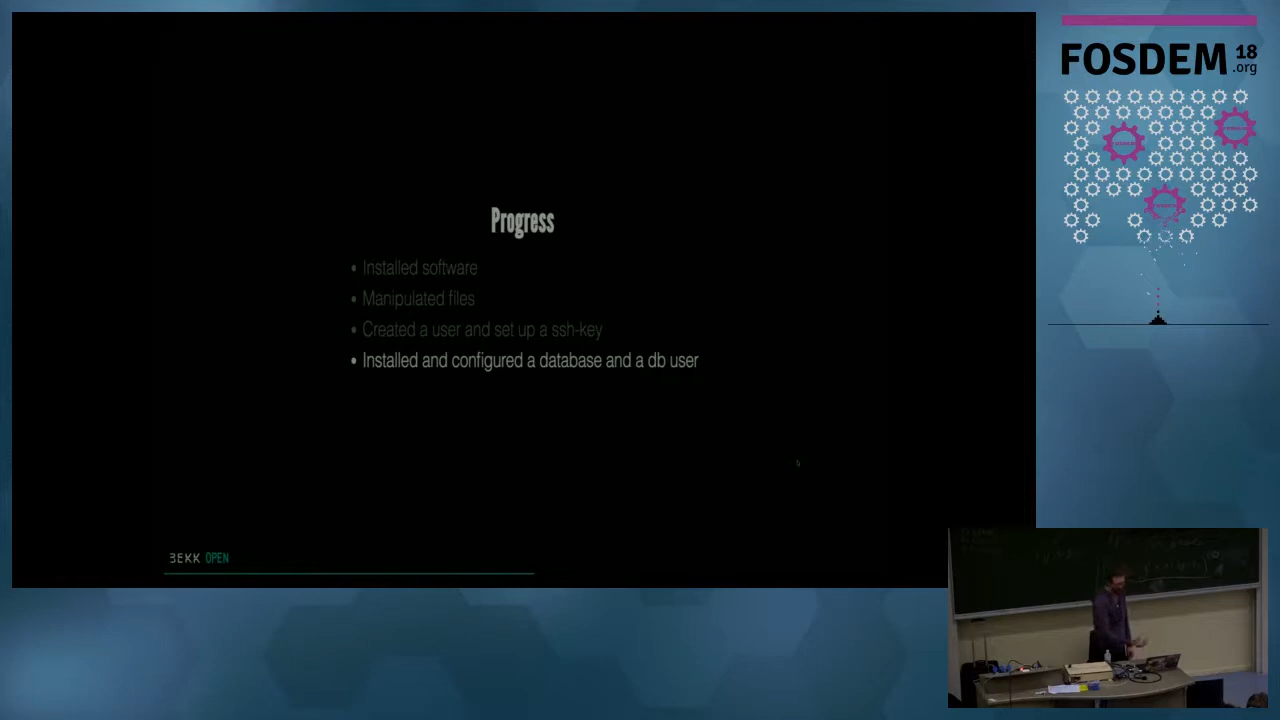 Progress
• Installed software
• Manipulated files
• Created a user and set up a ssh-key
• Installed and configured a database and a db user
BEKK OPEN
FOSDEM 18
.org